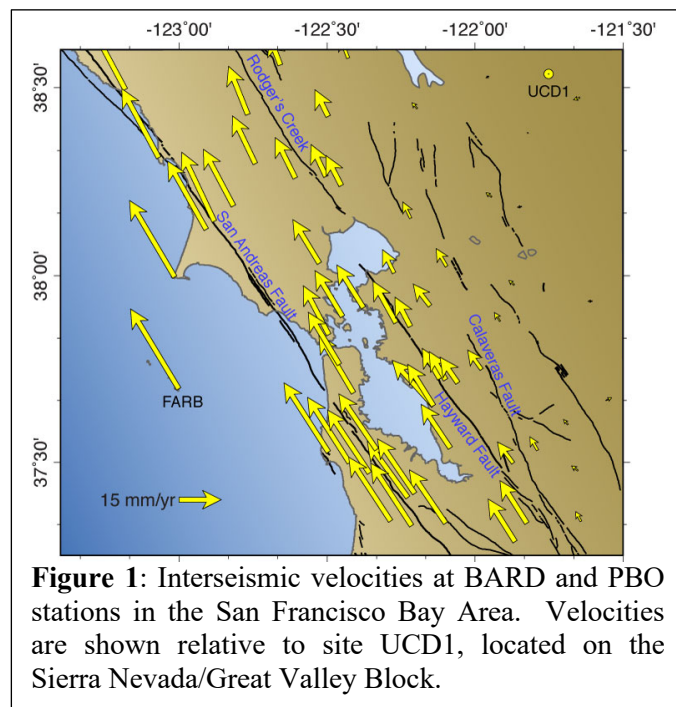 -123°00' -122°30' -122°00' -121°30'
38°30'
38°00'
37°30'
Rodger's Creek
UCD1
San Andreas Fault
Calaveras Fault
Hayward Fault
FARB
15 mm/yr
Figure 1: Interseismic velocities at BARD and PBO
stations in the San Francisco Bay Area. Velocities
are shown relative to site UCD1, located on the
Sierra Nevada/Great Valley Block.